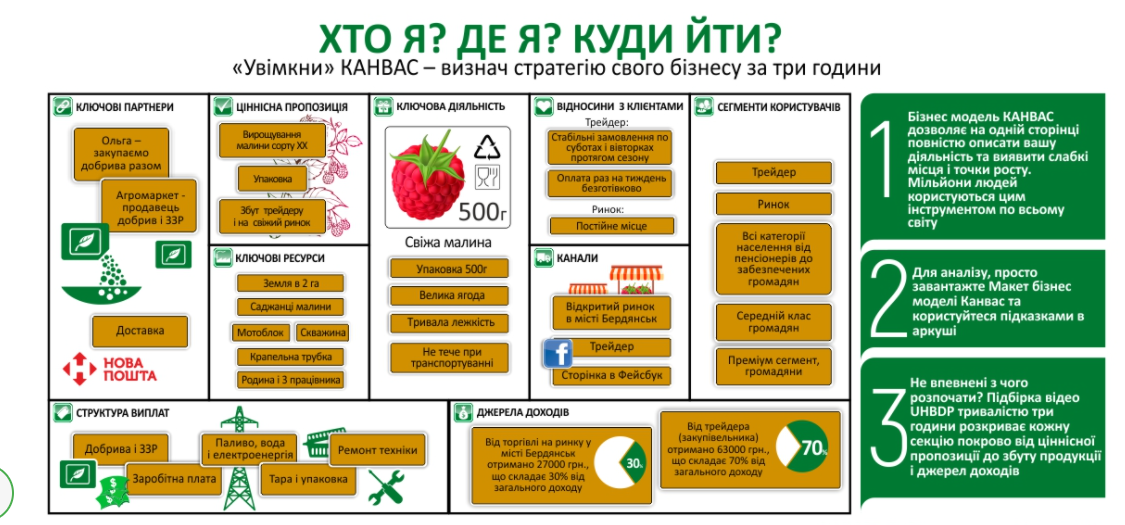 ХТО Я? ДЕ Я? КУДИ ЙТИ?
«Увімкни» КАНВАС – визнач стратегію свого бізнесу за три години
КЛЮЧОВІ ПАРТНЕРИ
Ольга –
закупаємо
добрива разом
Агромаркет -
продавець
добрив і ЗЗР
Доставка
НОВА
ПОШТА
ЦІННІСНА ПРОПОЗИЦІЯ
Вирощування
малини сорту ХХ
Упаковка
Збут трейдеру
і на свіжий ринок
КЛЮЧОВІ РЕСУРСИ
Земля в 2 га
Саджанці малини
Мотоблок
Скважина
Крапельна трубка
Родина і 3 працівника
КЛЮЧОВА ДІЯЛЬНІСТЬ
500г
Свіжа малина
Упаковка 500г
Велика ягода
Тривала лежкість
Не тече при
транспортуванні
ВІДНОСИНИ З КЛІЄНТАМИ
Трейдер:
Стабільні замовлення по
суботах і вівторках
протягом сезону
Оплата раз на тиждень
безготівково
Ринок:
Постійне місце
КАНАЛИ
Відкритий ринок
в місті Бердянськ
f
Трейдер
Сторінка в Фейсбук
СЕГМЕНТИ КОРИСТУВАЧІВ
Трейдер
Ринок
Всі категорії
населення від
пенсіонерів до
забезпечених
громадян
Середній клас
громадян
Преміум сегмент,
громадяни
СТРУКТУРА ВИПЛАТ
Добрива і ЗЗР
Заробітна плата
Паливо, вода
і електроенергія
Тара і упаковка
Ремонт техніки
ДЖЕРЕЛА ДОХОДІВ
Від торгівлі на ринку у
місті Бердянськ
отримано 27000 грн.,
що складає 30% від
загального доходу
30%
Від трейдера
(закупівельника)
отримано 63000 грн.,
що складає 70% від
загального доходу
70%
1
Бізнес модель КАНВАС
дозволяє на одній сторінці
повністю описати вашу
діяльність та виявити слабкі
місця і точки росту.
Мільйони людей
користуються цим
інструментом по всьому
світу
2
Для аналізу, просто
завантажте Макет бізнес
моделі Канвас та
користуйтеся підказками в
аркуші
3
Не впевнені з чого
розпочати? Підбірка відео
UHBDP тривалістю три
години розкриває кожну
секцію покрово від ціннісної
пропозиції до збуту продукції
і джерел доходів